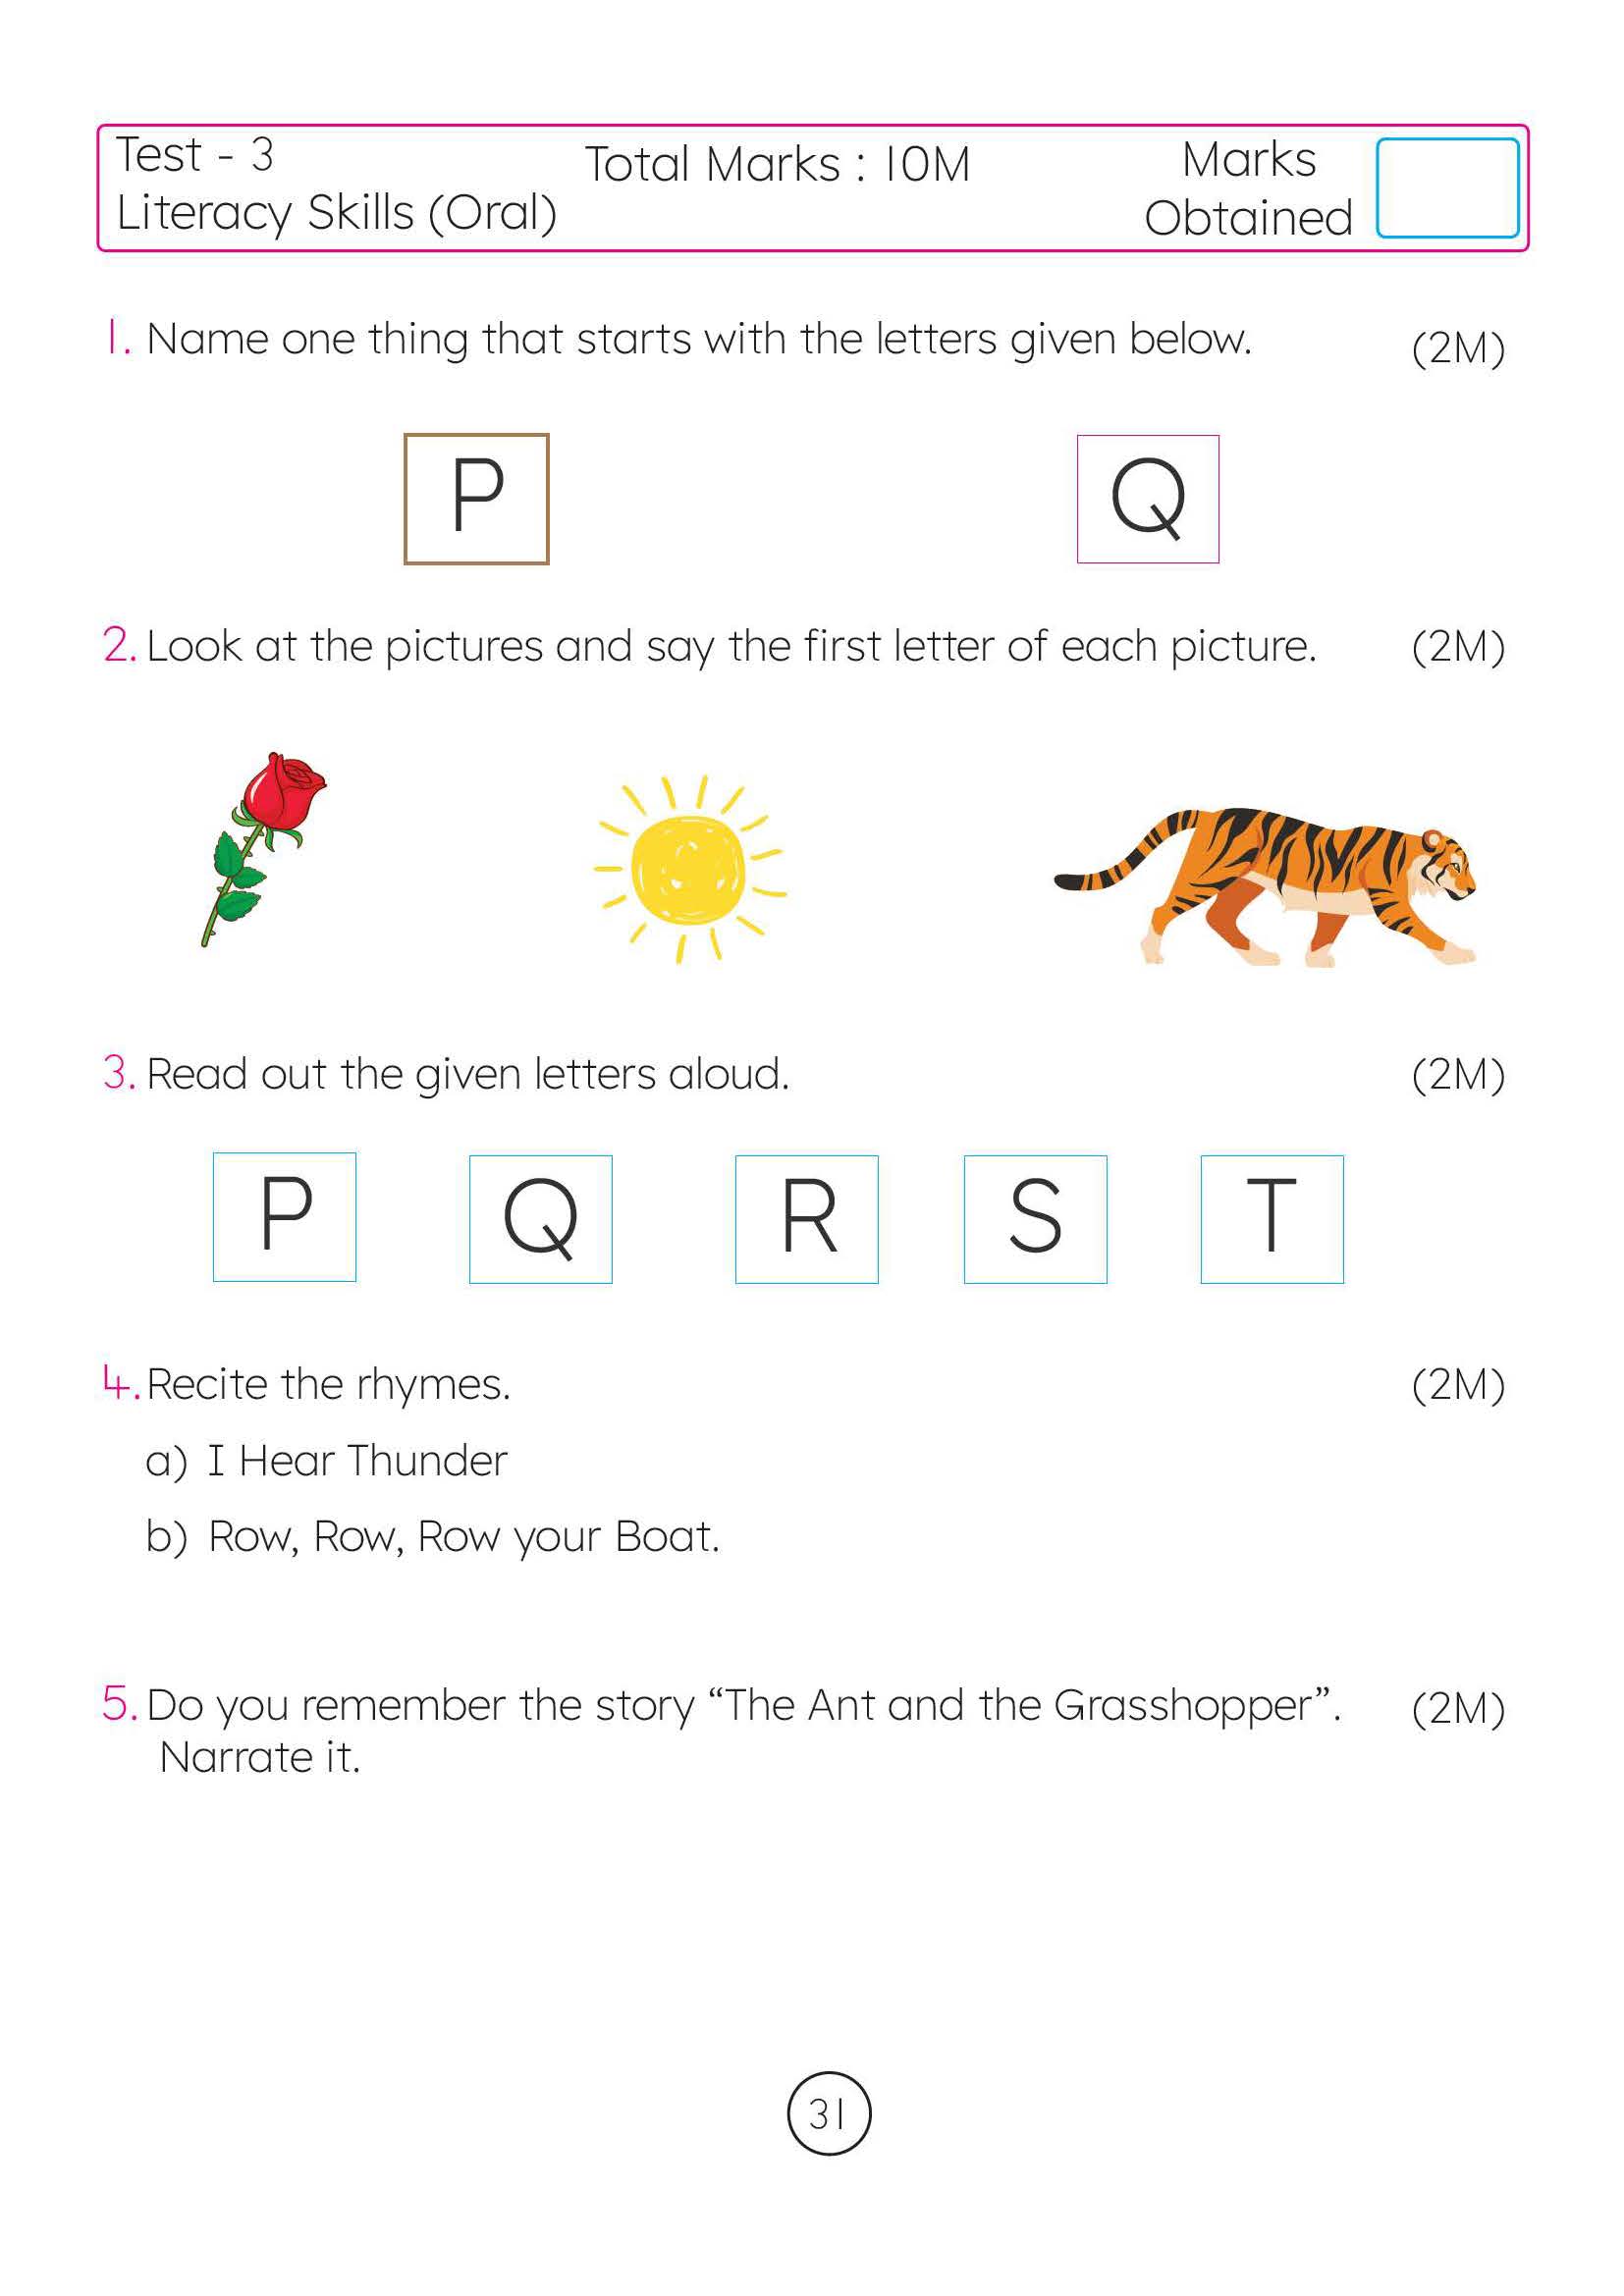 Test - 3
Literacy Skills (Oral)
Total Marks : 10M
Marks
Obtained
1. Name one thing that starts with the letters given below. (2M)
P Q
2. Look at the pictures and say the first letter of each picture. (2M)
3. Read out the given letters aloud. (2M)
P Q R S T
4. Recite the rhymes. (2M)
a) I Hear Thunder
b) Row, Row, Row your Boat.
5. Do you remember the story “The Ant and the Grasshopper”. (2M)
Narrate it.
31